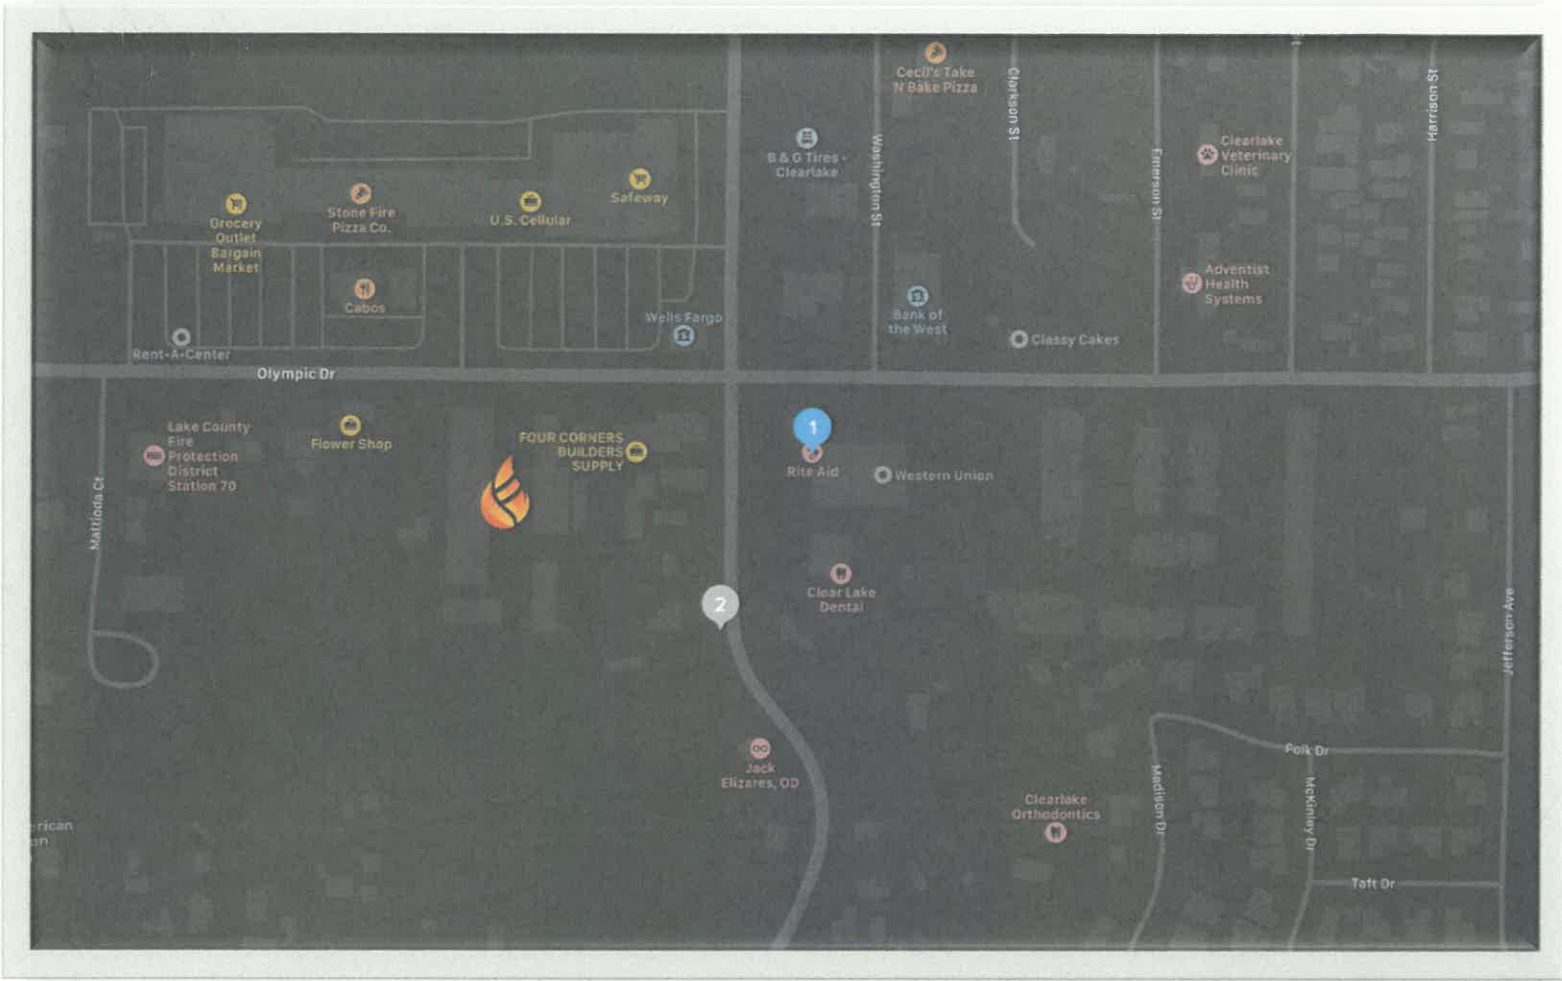 Cecil's Take
N Bake Pizza
Clarkson St
Harrison St
B & G Tires -
Clearlake
Washington St
Emerson St
Clearlake
Veterinary
Clinic
Grocery
Outlet
Bargain
Market
Stone Fire
Pizza Co.
U.S. Cellular
Safeway
Cabos
Rent-A-Center
Wells Fargo
Bank of
the West
Classy Cakes
Adventist
Health
Systems
Olympic Dr
Lake County
Fire
Protection
District
Station 70
Flower Shop
FOUR CORNERS
BUILDERS
SUPPLY
1
Rite Aid
Western Union
Mattioda Ct
Clear Lake
Dental
2
Jefferson Ave
Jack
Elizares, OD
Polk Dr
Madison Dr
McKinley Dr
Clearlake
Orthodontics
Taft Dr
erican